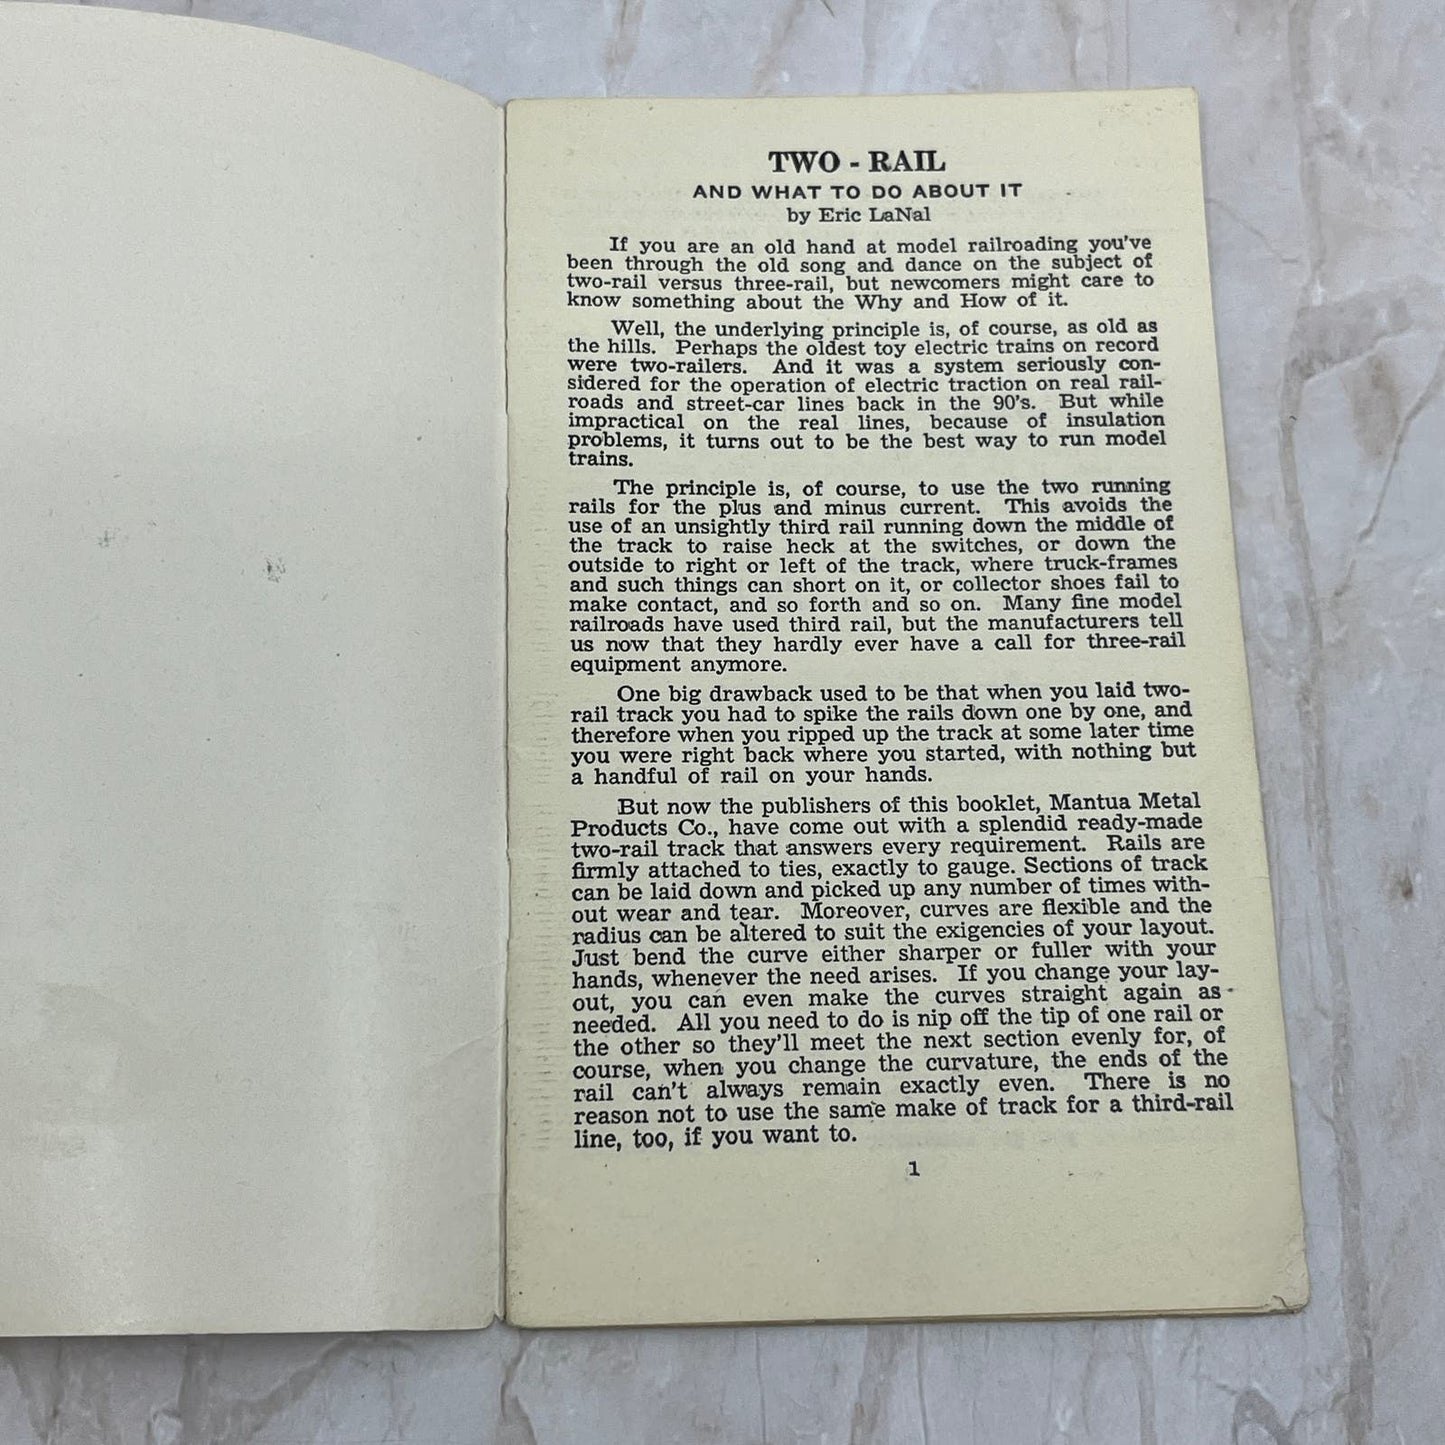 TWO - RAIL
AND WHAT TO DO ABOUT IT
by Eric LaNal
If you are an old hand at model railroading you've
been through the old song and dance on the subject of
two-rail versus three-rail, but newcomers might care to
know something about the Why and How of it.
Well, the underlying principle is, of course, as old as
the hills. Perhaps the oldest toy electric trains on record
were two-railers. And it was a system seriously con-
sidered for the operation of electric traction on real rail-
roads and street-car lines back in the 90's. But while
impractical on the real lines, because of insulation
problems, it turns out to be the best way to run model
trains.
The principle is, of course, to use the two running
rails for the plus and minus current. This avoids the
use of an unsightly third rail running down the middle of
the track to raise heck at the switches, or down the
outside to right or left of the track, where truck-frames
and such things can short on it, or collector shoes fail to
make contact, and so forth and so on. Many fine model
railroads have used third rail, but the manufacturers tell
us now that they hardly ever have a call for three-rail
equipment anymore.
One big drawback used to be that when you laid two-
rail track you had to spike the rails down one by one, and
therefore when you ripped up the track at some later time
you were right back where you started, with nothing but
a handful of rail on your hands.
But now the publishers of this booklet, Mantua Metal
Products Co., have come out with a splendid ready-made
two-rail track that answers every requirement. Rails are
firmly attached to ties, exactly to gauge. Sections of track
can be laid down and picked up any number of times with-
out wear and tear. Moreover, curves are flexible and the
radius can be altered to suit the exigencies of your layout.
Just bend the curve either sharper or fuller with your
hands, whenever the need arises. If you change your lay-
out, you can even make the curves straight again as
needed. All you need to do is nip off the tip of one rail or
the other so they'll meet the next section evenly for, of
course, when you change the curvature, the ends of the
rail can't always remain exactly even. There is no
reason not to use the same make of track for a third-rail
line, too, if you want to.
1